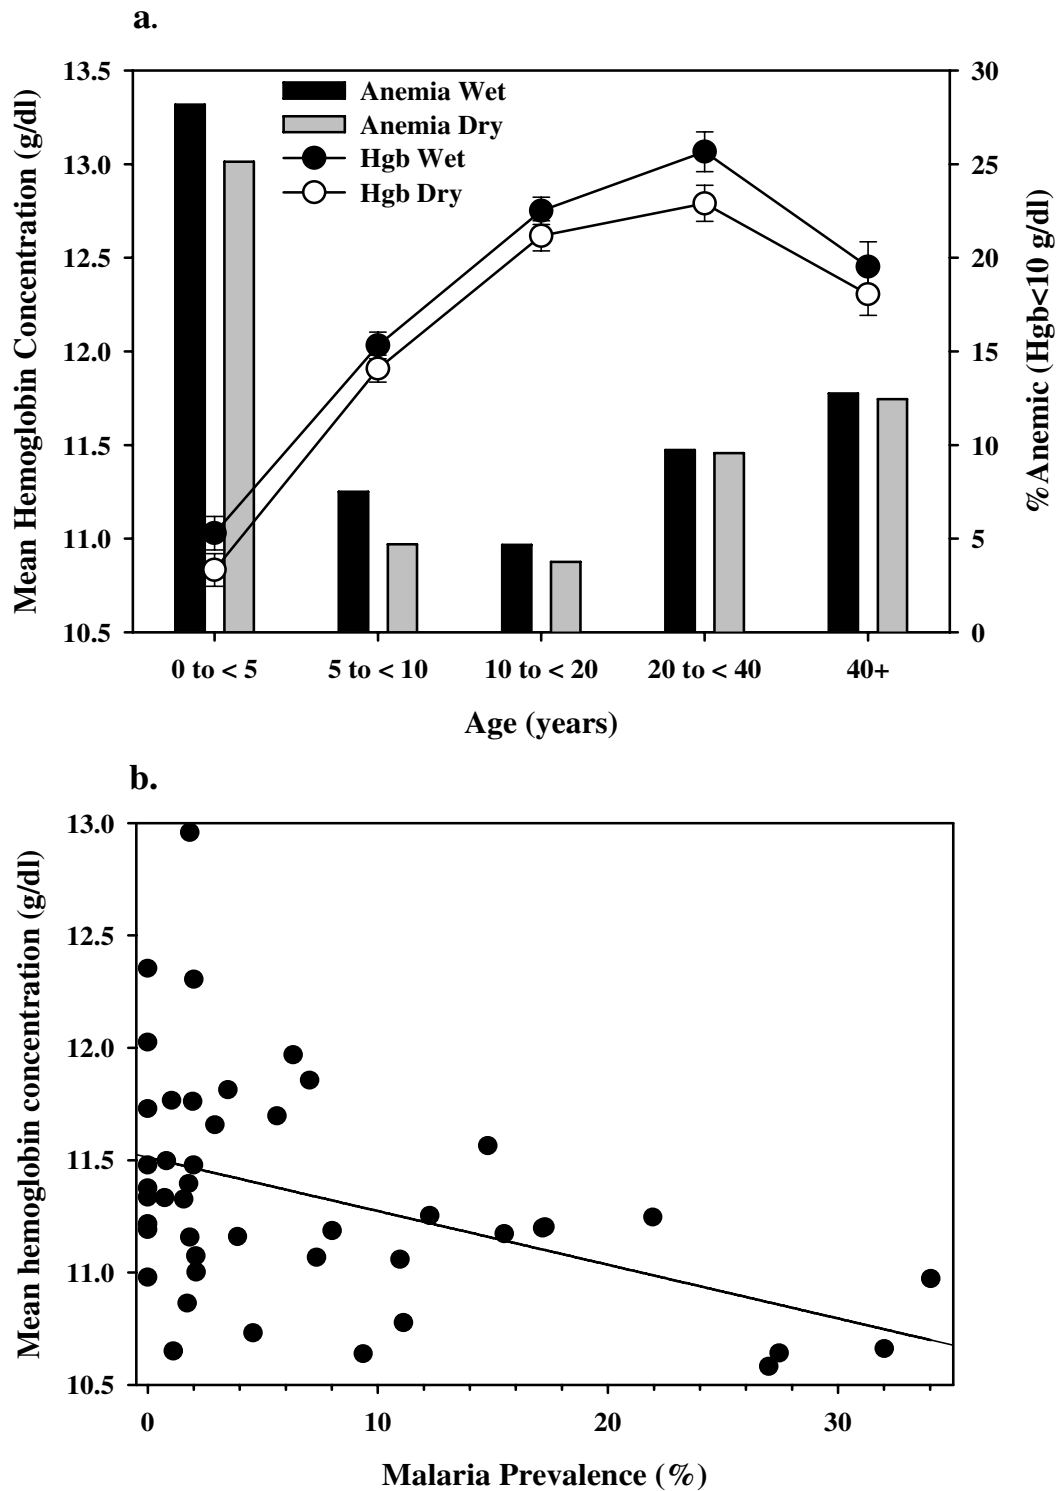 a.
Mean Hemoglobin Concentration (g/dl)
13.5
13.0
12.5
12.0
11.5
11.0
10.5
Anemia Wet
Anemia Dry
Hgb Wet
Hgb Dry
30
25
20
15
10
5
0
%Anemic (Hgb<10 g/dl)
0 to < 5 5 to < 10 10 to < 20 20 to < 40 40+
Age (years)
b.
Mean hemoglobin concentration (g/dl)
13.0
12.5
12.0
11.5
11.0
10.5
0 10 20 30
Malaria Prevalence (%)